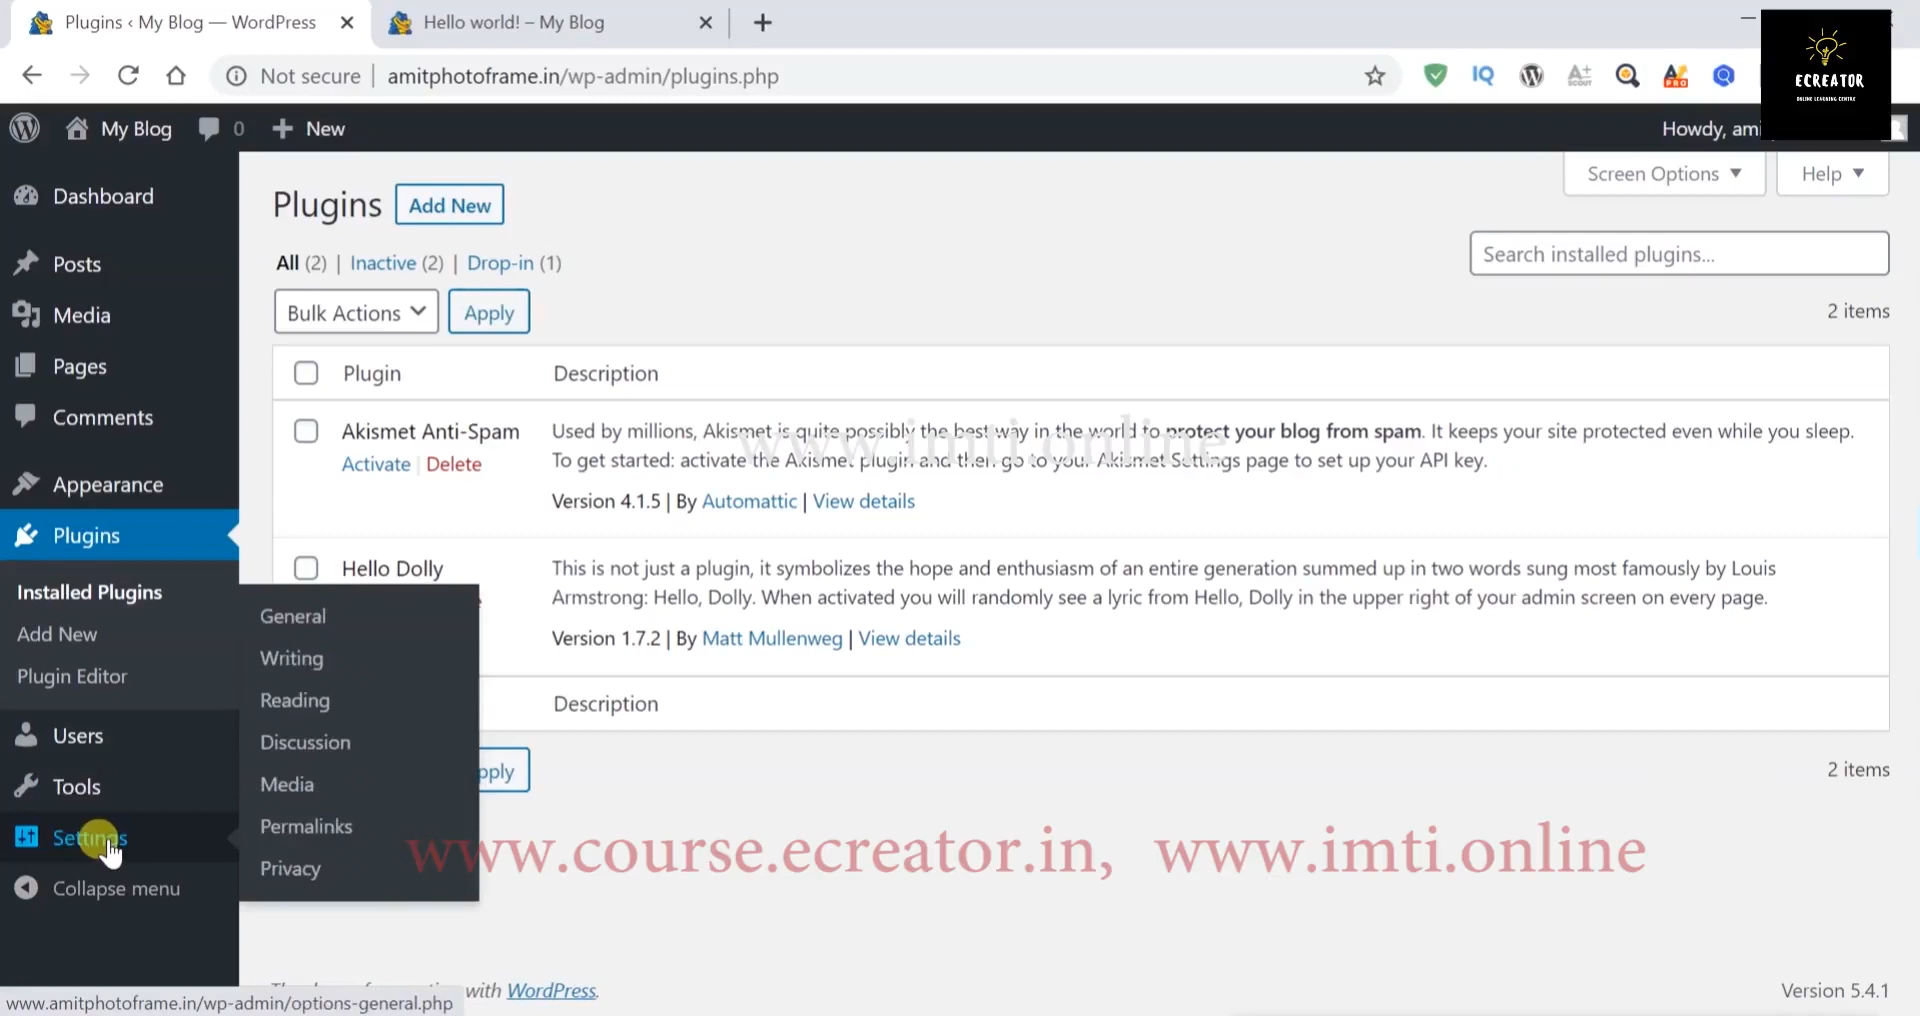 Plugins ‹ My Blog — WordPress
Hello world! – My Blog
Not secure
amitphotoframe.in/wp-admin/plugins.php
IQ
A+
SCOUT
PRO
ECREATOR
ONLINE LEARNING CENTRE
My Blog
0
New
Howdy, ami
Dashboard
Posts
Media
Pages
Comments
Appearance
Plugins
Installed Plugins
Add New
Plugin Editor
Users
Tools
Settings
Collapse menu
General
Writing
Reading
Discussion
Media
Permalinks
Privacy
Screen Options
Help
Plugins
Add New
All (2) | Inactive (2) | Drop-in (1)
Search installed plugins...
Bulk Actions
Apply
2 items
Plugin
Description
Akismet Anti-Spam
Activate | Delete
Used by millions, Akismet is quite possibly the best way in the world to protect your blog from spam. It keeps your site protected even while you sleep.
To get started: activate the Akismet plugin and then go to your Akismet Settings page to set up your API key.
Version 4.1.5 | By Automattic | View details
www.imti.online
Hello Dolly
This is not just a plugin, it symbolizes the hope and enthusiasm of an entire generation summed up in two words sung most famously by Louis
Armstrong: Hello, Dolly. When activated you will randomly see a lyric from Hello, Dolly in the upper right of your admin screen on every page.
Version 1.7.2 | By Matt Mullenweg | View details
Description
pply
2 items
www.course.ecreator.in, www.imti.online
with WordPress.
Version 5.4.1
www.amitphotoframe.in/wp-admin/options-general.php